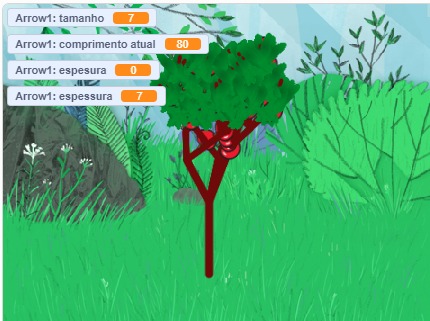 Arrow1: tamanho 7
Arrow1: comprimento atual 80
Arrow1: espesura 0
Arrow1: espessura 7